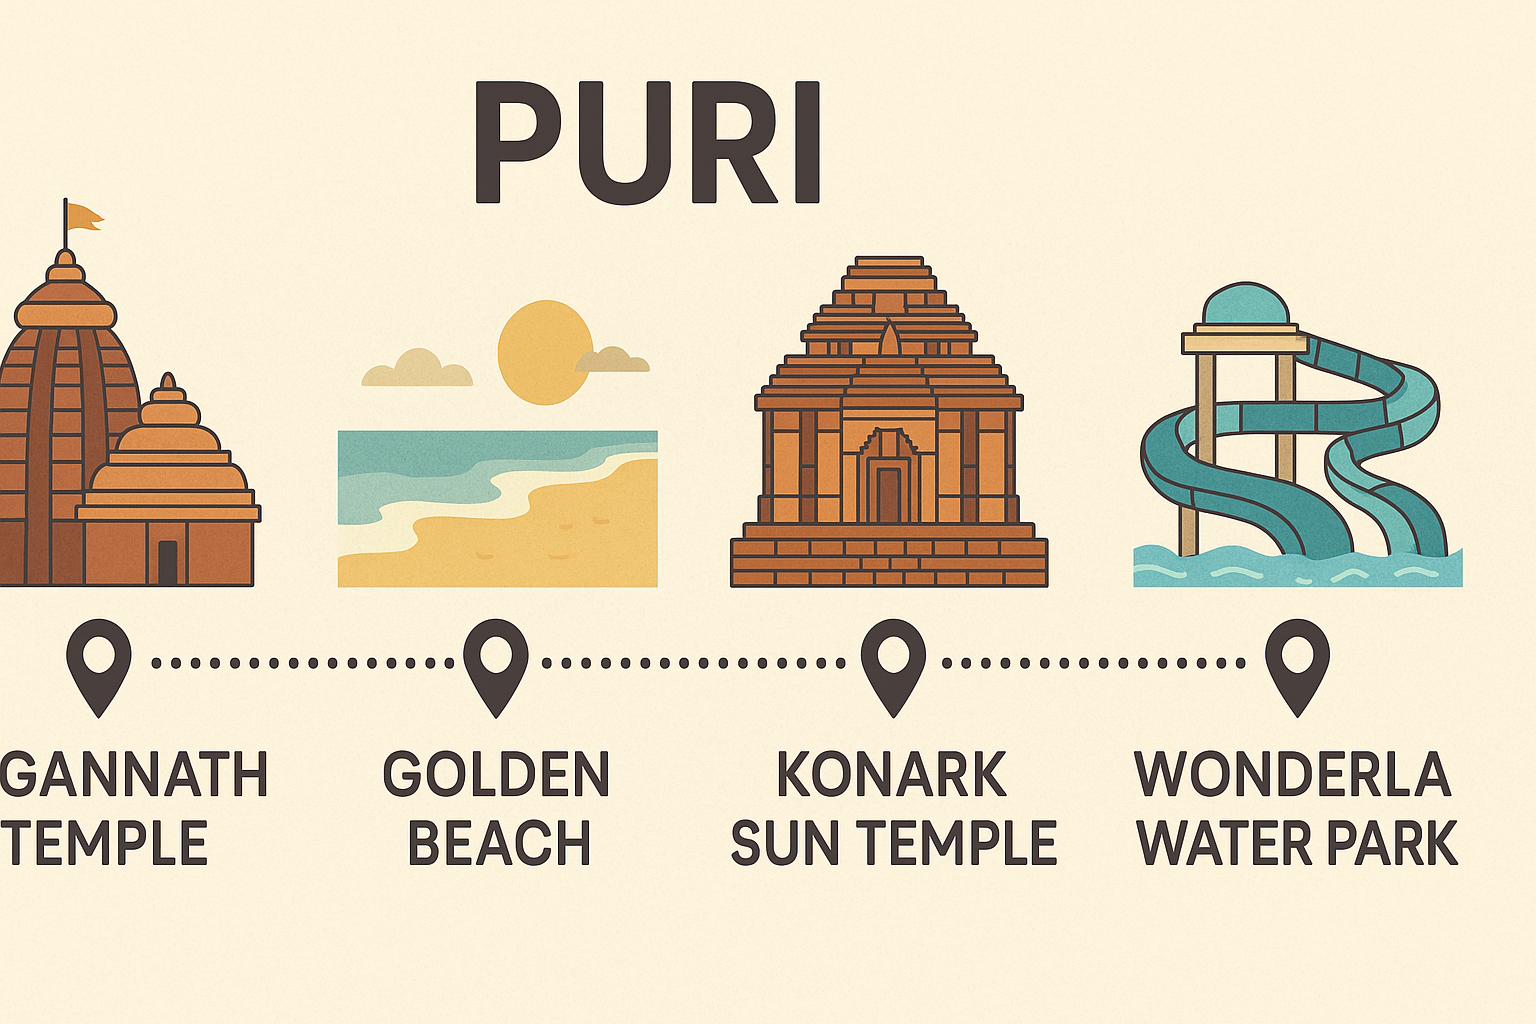 PURI
GANNATH
TEMPLE
GOLDEN
BEACH
KONARK
SUN TEMPLE
WONDERLA
WATER PARK